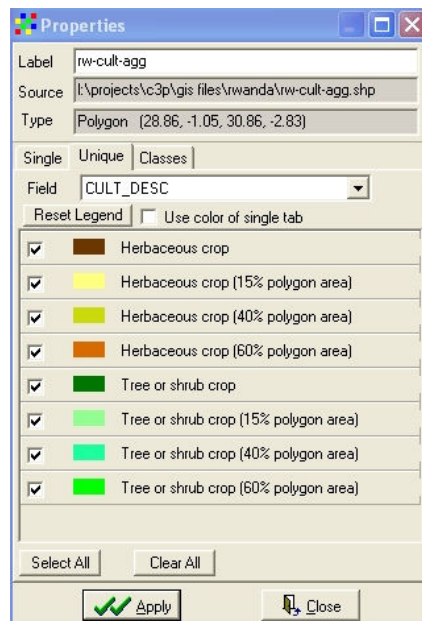 Properties
Label rw-cult-agg
Source I:\projects\c3p\gis files\rwanda\rw-cult-agg.shp
Type Polygon (28.86, -1.05, 30.86, -2.83)
Single Unique Classes
Field CULT_DESC
Reset Legend Use color of single tab
Herbaceous crop
Herbaceous crop (15% polygon area)
Herbaceous crop (40% polygon area)
Herbaceous crop (60% polygon area)
Tree or shrub crop
Tree or shrub crop (15% polygon area)
Tree or shrub crop (40% polygon area)
Tree or shrub crop (60% polygon area)
Select All Clear All
Apply Close